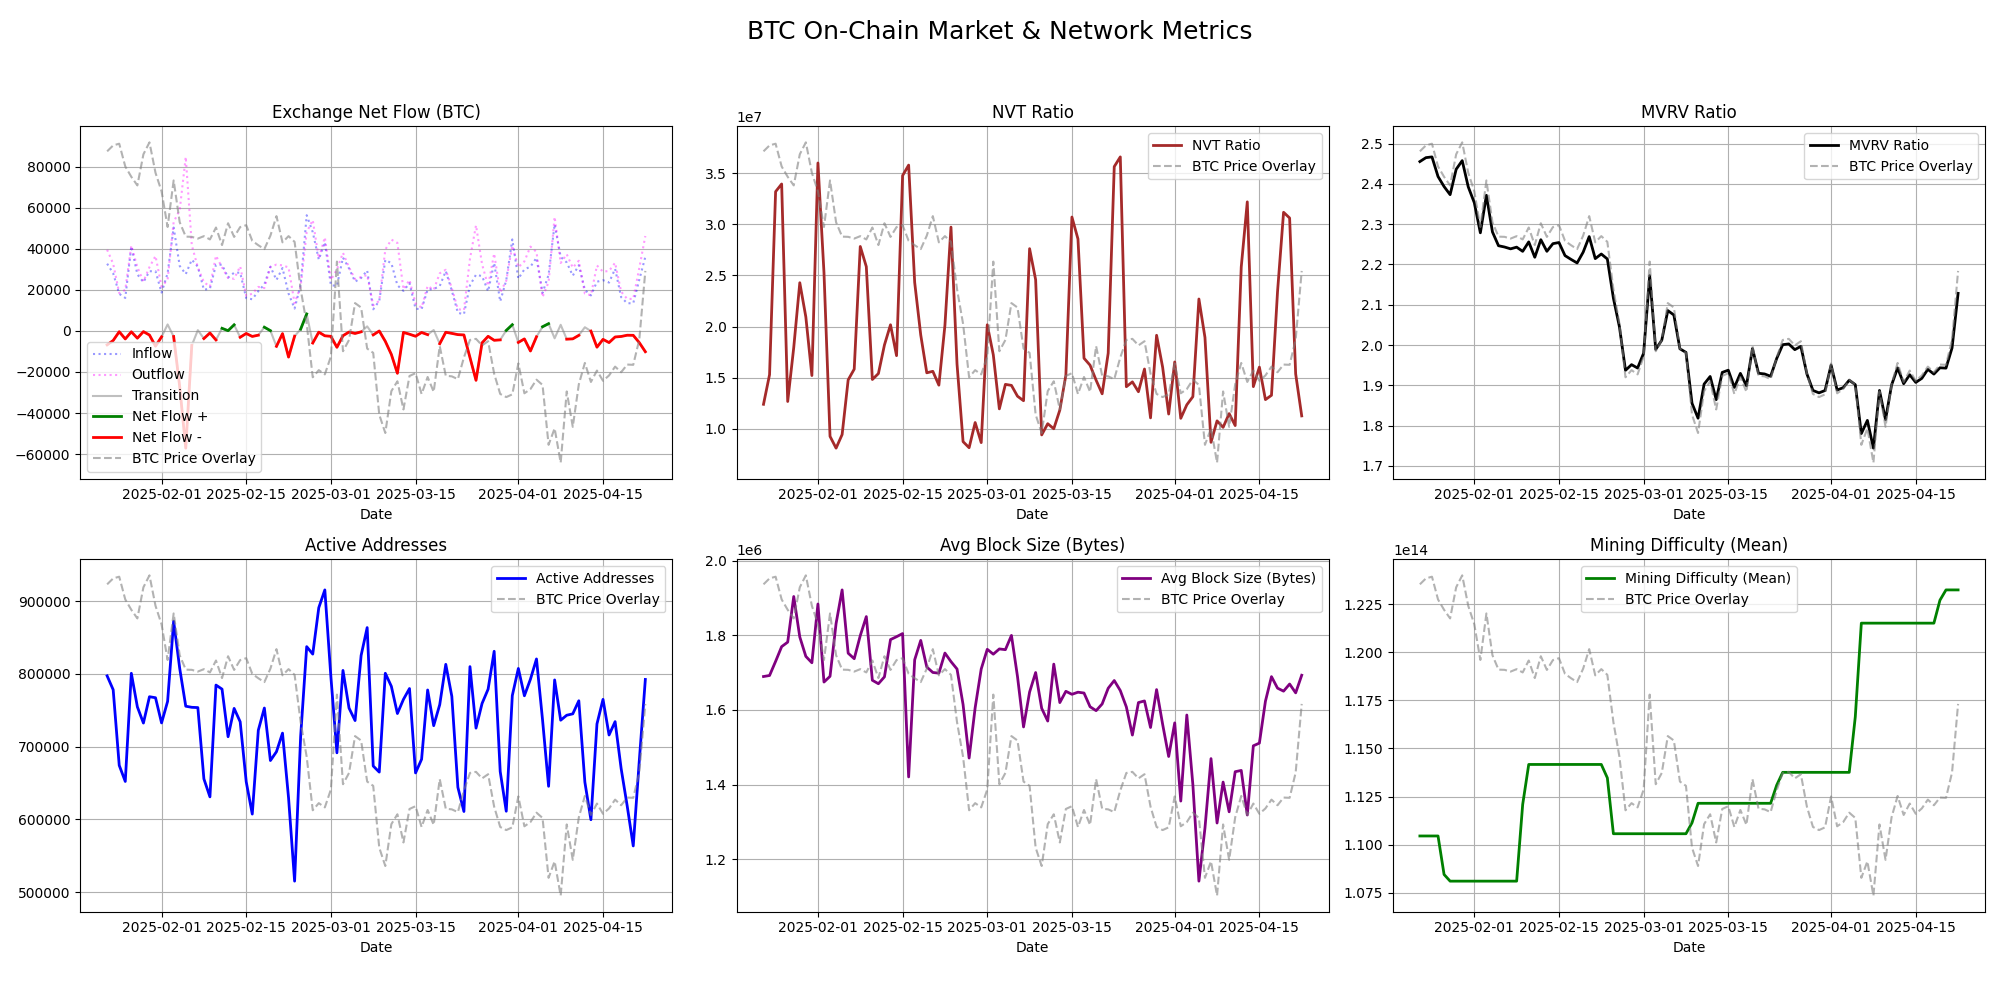 BTC On-Chain Market & Network Metrics
Exchange Net Flow (BTC)
80000
60000
40000
20000
0
−20000
−40000
−60000
Inflow
Outflow
Transition
Net Flow +
Net Flow -
BTC Price Overlay
2025-02-01 2025-02-15 2025-03-01 2025-03-15 2025-04-01 2025-04-15
Date
NVT Ratio
1e7
3.5
3.0
2.5
2.0
1.5
1.0
NVT Ratio
BTC Price Overlay
2025-02-01 2025-02-15 2025-03-01 2025-03-15 2025-04-01 2025-04-15
Date
MVRV Ratio
2.5
2.4
2.3
2.2
2.1
2.0
1.9
1.8
1.7
MVRV Ratio
BTC Price Overlay
2025-02-01 2025-02-15 2025-03-01 2025-03-15 2025-04-01 2025-04-15
Date
Active Addresses
900000
800000
700000
600000
500000
Active Addresses
BTC Price Overlay
2025-02-01 2025-02-15 2025-03-01 2025-03-15 2025-04-01 2025-04-15
Date
Avg Block Size (Bytes)
1e6
2.0
1.8
1.6
1.4
1.2
Avg Block Size (Bytes)
BTC Price Overlay
2025-02-01 2025-02-15 2025-03-01 2025-03-15 2025-04-01 2025-04-15
Date
Mining Difficulty (Mean)
1e14
1.225
1.200
1.175
1.150
1.125
1.100
1.075
Mining Difficulty (Mean)
BTC Price Overlay
2025-02-01 2025-02-15 2025-03-01 2025-03-15 2025-04-01 2025-04-15
Date